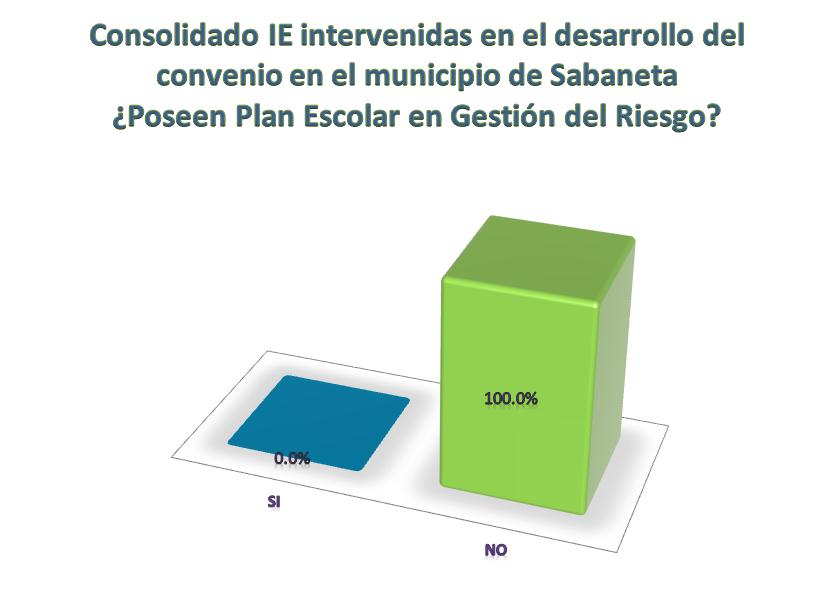 Consolidado IE intervenidas en el desarrollo del
convenio en el municipio de Sabaneta
¿Poseen Plan Escolar en Gestión del Riesgo?
100.0%
0.0%
SI
NO